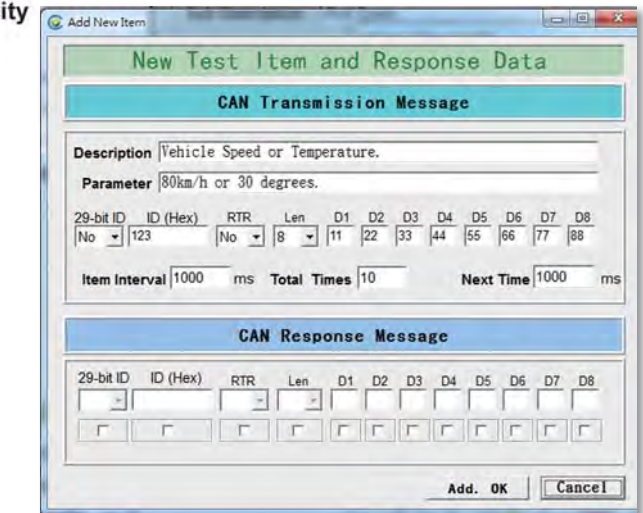 ity
Add New Item
New Test Item and Response Data
CAN Transmission Message
Description Vehicle Speed or Temperature.
Parameter 80km/h or 30 degrees.
29-bit ID ID (Hex) RTR Len D1 D2 D3 D4 D5 D6 D7 D8
No 123 No 8 11 22 33 44 55 66 77 88
Item Interval 1000 ms Total Times 10 Next Time 1000 ms
CAN Response Message
29-bit ID ID (Hex) RTR Len D1 D2 D3 D4 D5 D6 D7 D8
Add. OK Cancel